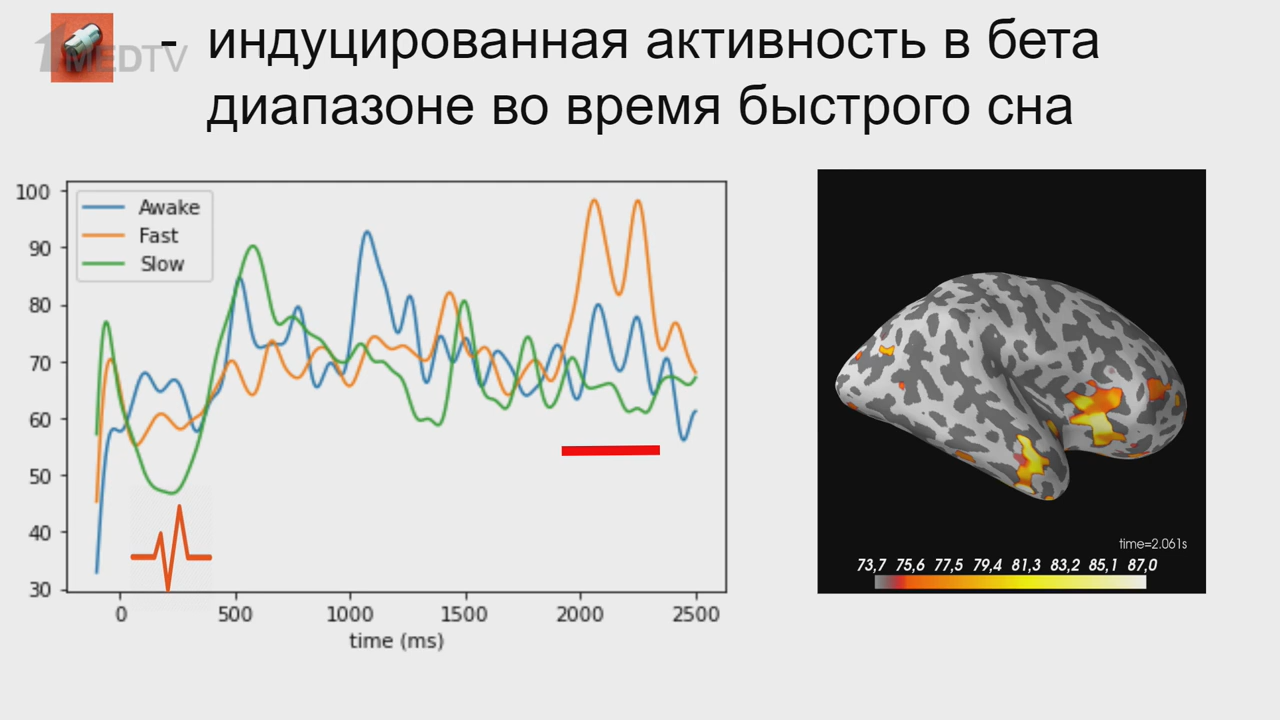 1MEDTV
- индуцированная активность в бета
диапазоне во время быстрого сна
100
90
80
70
60
50
40
30
Awake
Fast
Slow
0 500 1000 1500 2000 2500
time (ms)
time=2.061s
73,7 75,6 77,5 79,4 81,3 83,2 85,1 87,0